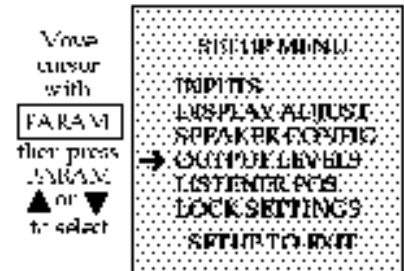 Move
cursor
with
PARAM
then press
PARAM
▲ or ▼
to select
SETUP MENU
INPUTS
DISPLAY ADJUST
SPEAKER CONFIG
→ OUTPUT LEVELS
LISTENER POS
LOCK SETTINGS
SETUP TO EXIT